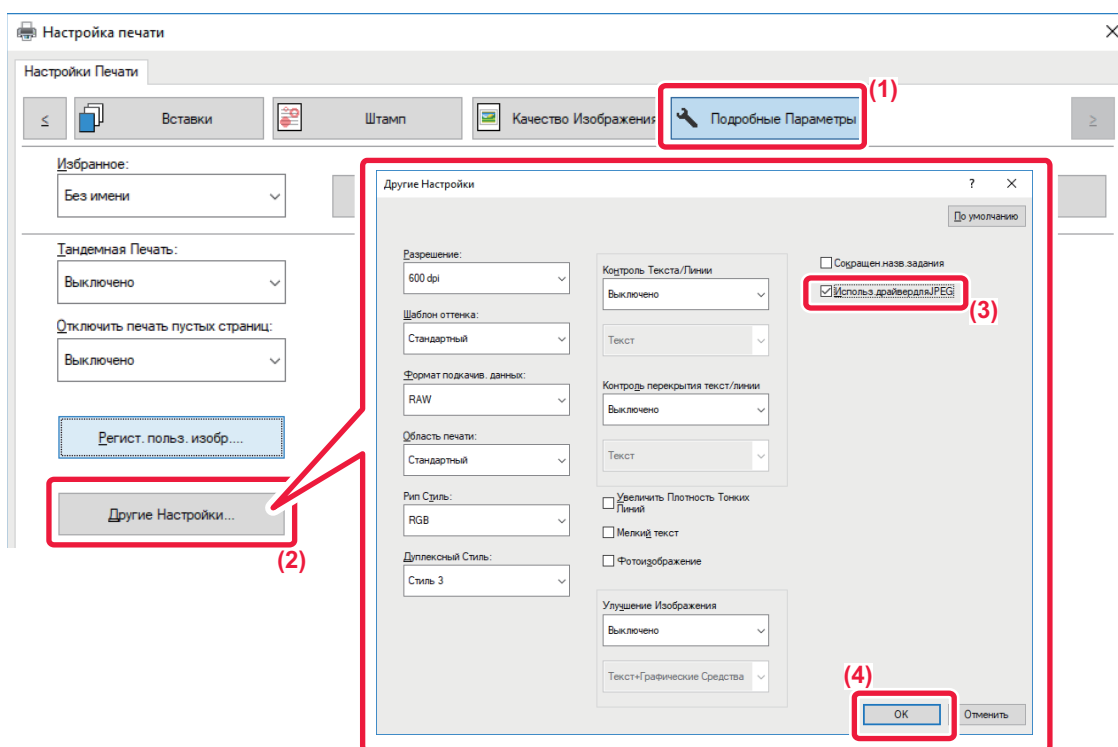 Настройка печати
Настройки Печати
(1)
<
Вставки
Штамп
Качество Изображения
Подробные Параметры
>
Избранное:
Без имени
Тандемная Печать:
Выключено
Отключить печать пустых страниц:
Выключено
Регист. польз. изобр....
Другие Настройки...
(2)
Другие Настройки
?
По умолчанию
Разрешение:
600 dpi
Шаблон оттенка:
Стандартный
Формат подкачив. данных:
RAW
Область печати:
Стандартный
Рип Стиль:
RGB
Дуплексный Стиль:
Стиль 3
Контроль Текста/Линии
Выключено
Текст
Контроль перекрытия текст/линии
Выключено
Текст
Увеличить Плотность Тонких
Линий
Мелкий текст
Фотоизображение
Улучшение Изображения
Выключено
Текст+Графические Средства
Сокращен.назв.задания
Использ.драйвердляJPEG
(3)
(4)
OK
Отменить